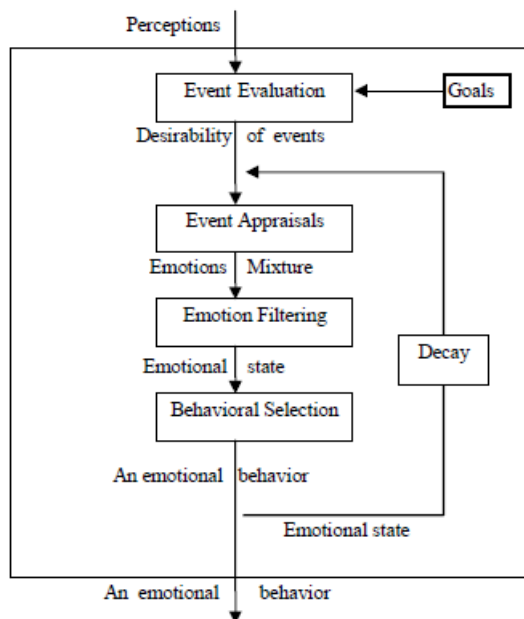 Perceptions
Event Evaluation
Goals
Desirability of events
Event Appraisals
Emotions Mixture
Emotion Filtering
Decay
Emotional state
Behavioral Selection
An emotional behavior
Emotional state
An emotional behavior